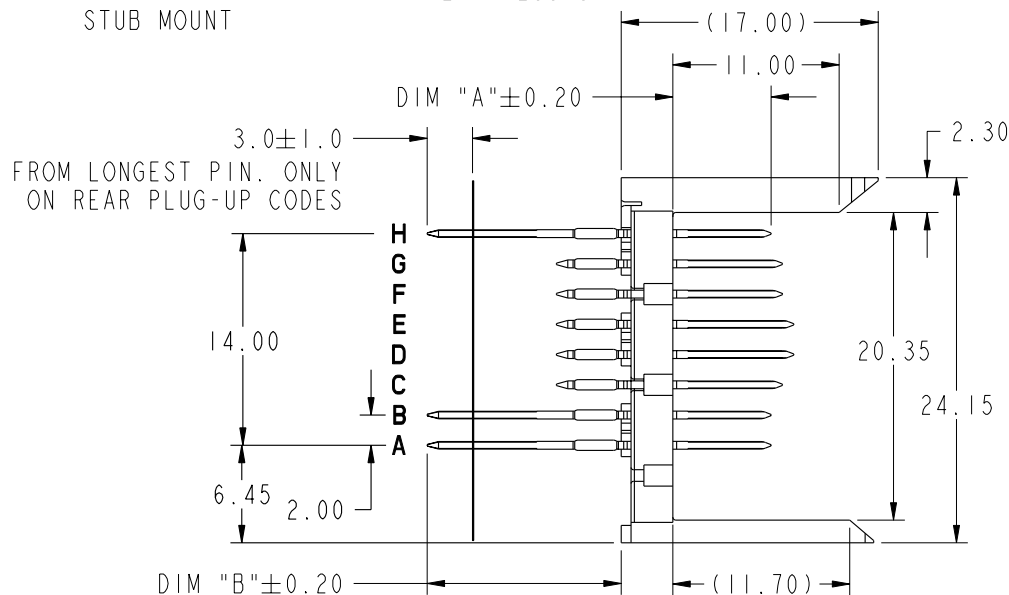 STUB MOUNT
(17.00)
11.00
DIM "A"±0.20
3.0±1.0
2.30
FROM LONGEST PIN. ONLY
ON REAR PLUG-UP CODES
H
G
F
E
D
C
B
A
14.00
20.35
24.15
6.45
2.00
DIM "B"±0.20
(11.70)